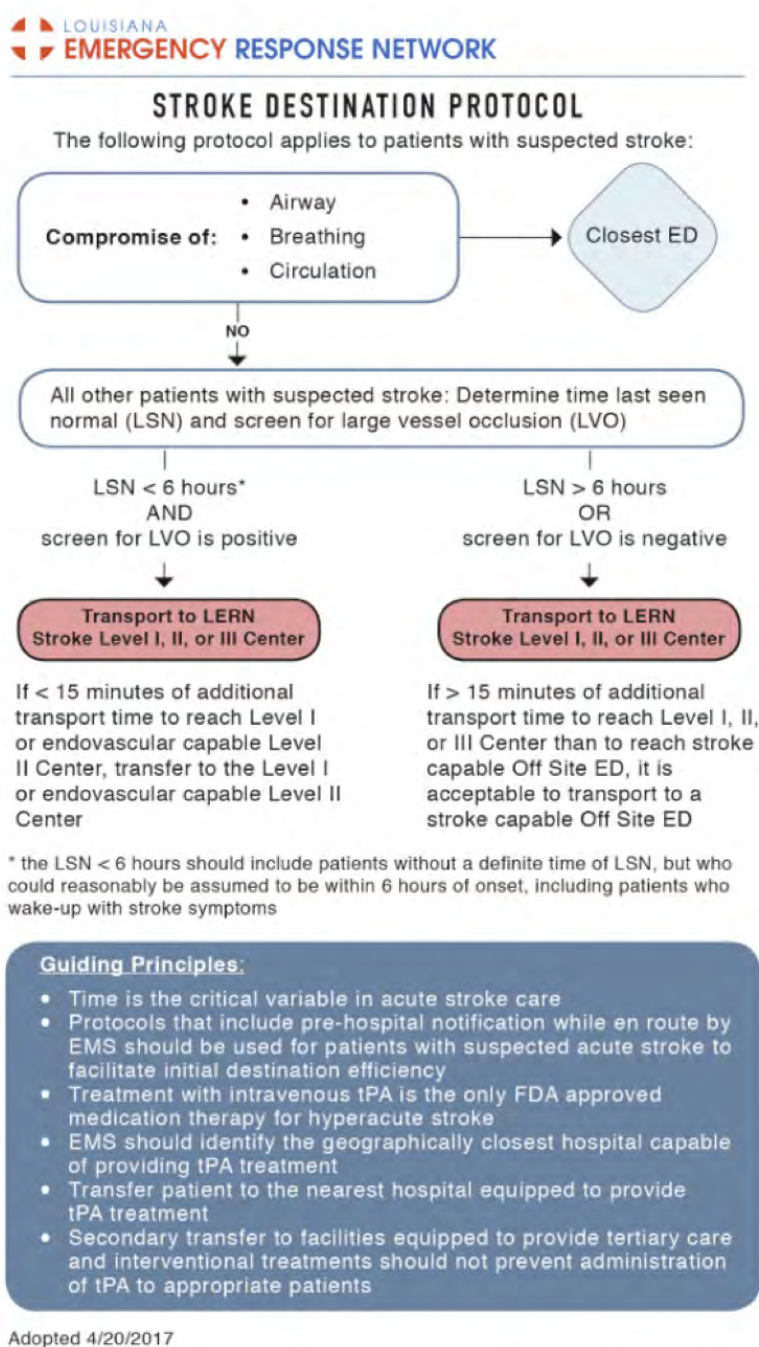 LOUISIANA
EMERGENCY RESPONSE NETWORK
STROKE DESTINATION PROTOCOL
The following protocol applies to patients with suspected stroke:
Compromise of:
• Airway
• Breathing
• Circulation
Closest ED
NO
All other patients with suspected stroke: Determine time last seen
normal (LSN) and screen for large vessel occlusion (LVO)
LSN < 6 hours*
AND
screen for LVO is positive
Transport to LERN
Stroke Level I, II, or III Center
If < 15 minutes of additional
transport time to reach Level I
or endovascular capable Level
II Center, transfer to the Level I
or endovascular capable Level II
Center
LSN > 6 hours
OR
screen for LVO is negative
Transport to LERN
Stroke Level I, II, or III Center
If > 15 minutes of additional
transport time to reach Level I, II,
or III Center than to reach stroke
capable Off Site ED, it is
acceptable to transport to a
stroke capable Off Site ED
* the LSN < 6 hours should include patients without a definite time of LSN, but who
could reasonably be assumed to be within 6 hours of onset, including patients who
wake-up with stroke symptoms
Guiding Principles:
• Time is the critical variable in acute stroke care
• Protocols that include pre-hospital notification while en route by
EMS should be used for patients with suspected acute stroke to
facilitate initial destination efficiency
• Treatment with intravenous tPA is the only FDA approved
medication therapy for hyperacute stroke
• EMS should identify the geographically closest hospital capable
of providing tPA treatment
• Transfer patient to the nearest hospital equipped to provide
tPA treatment
• Secondary transfer to facilities equipped to provide tertiary care
and interventional treatments should not prevent administration
of tPA to appropriate patients
Adopted 4/20/2017